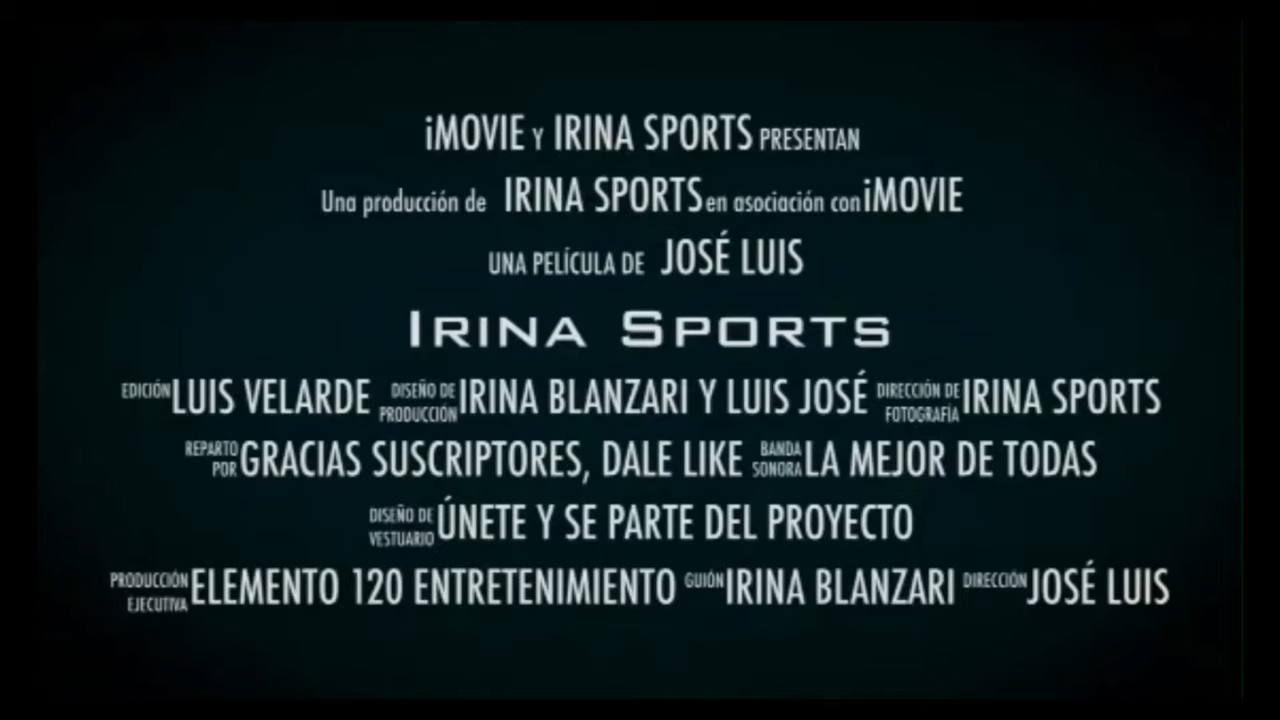 iMOVIE Y IRINA SPORTS PRESENTAN
Una producción de IRINA SPORTS en asociación con iMOVIE
UNA PELÍCULA DE JOSÉ LUIS
IRINA SPORTS
EDICIÓN LUIS VELARDE DISEÑO DE PRODUCCIÓN IRINA BLANZARI Y LUIS JOSÉ DIRECCIÓN DE FOTOGRAFÍA IRINA SPORTS
REPARTO POR GRACIAS SUSCRIPTORES, DALE LIKE BANDA SONORA LA MEJOR DE TODAS
DISEÑO DE VESTUARIO ÚNETE Y SE PARTE DEL PROYECTO
PRODUCCIÓN EJECUTIVA ELEMENTO 120 ENTRETENIMIENTO GUIÓN IRINA BLANZARI DIRECCIÓN JOSÉ LUIS